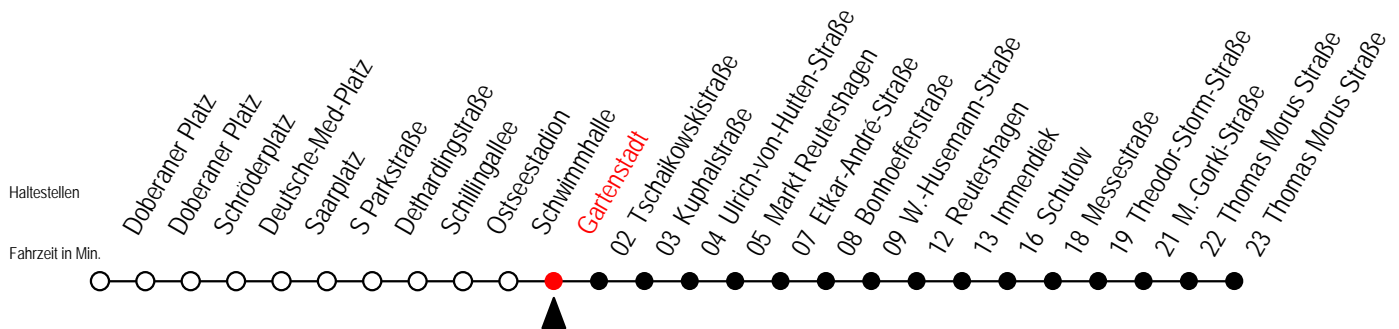 Haltestellen
Fahrzeit in Min.
Doberaner Platz
Doberaner Platz
Schröderplatz
Deutsche-Med-Platz
Saarplatz
S Parkstraße
Dethardingstraße
Schillingallee
Ostseestadion
Schwimmhalle
Gartenstadt
02 Tschaikowskistraße
03 Kuphalstraße
04 Ulrich-von-Hutten-Straße
05 Markt Reutershagen
07 Etkar-André-Straße
08 Bonhoefferstraße
09 W.-Husemann-Straße
12 Reutershagen
13 Immendiek
16 Schutow
18 Messestraße
19 Theodor-Storm-Straße
21 M.-Gorki-Straße
22 Thomas Morus Straße
23 Thomas Morus Straße